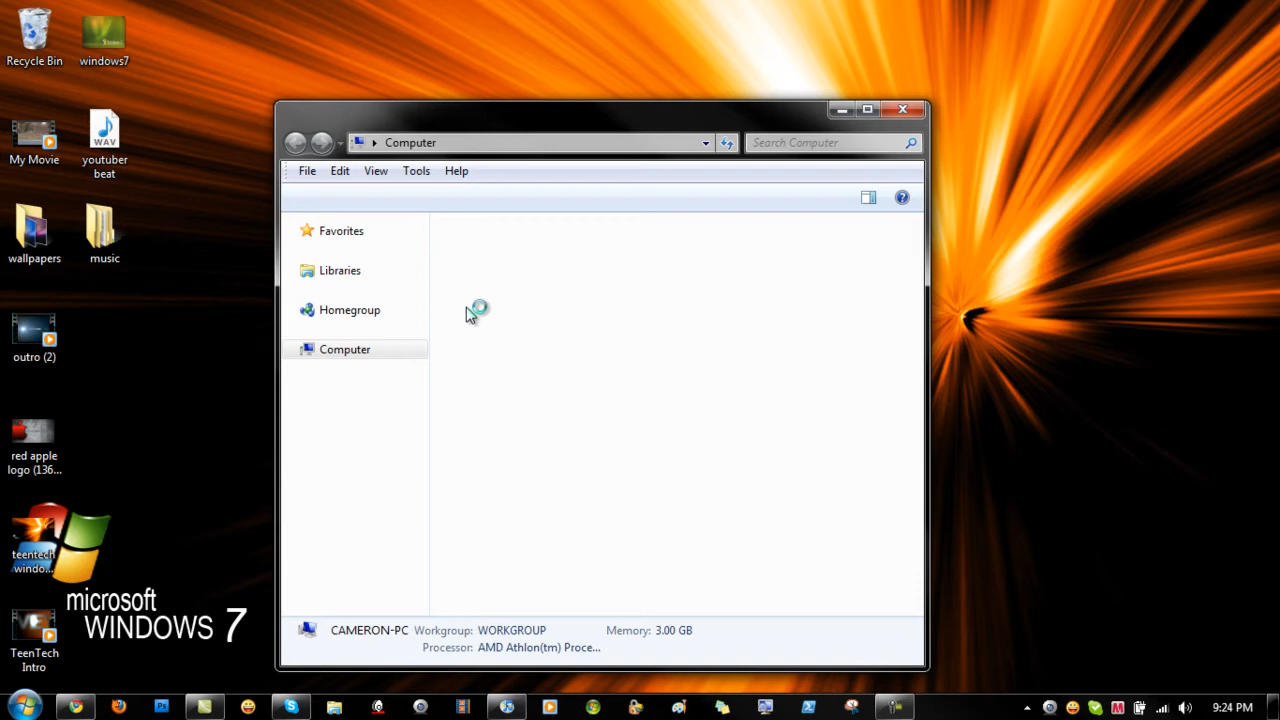 Recycle Bin
windows7
My Movie
WAV
youtuber
beat
wallpapers
music
outro (2)
red apple
logo (136...
teentech
windo...
TeenTech
Intro
microsoft
WINDOWS 7
Computer
Search Computer
File Edit View Tools Help
Favorites
Libraries
Homegroup
Computer
CAMERON-PC Workgroup: WORKGROUP Memory: 3.00 GB
Processor: AMD Athlon(tm) Proce...
9:24 PM